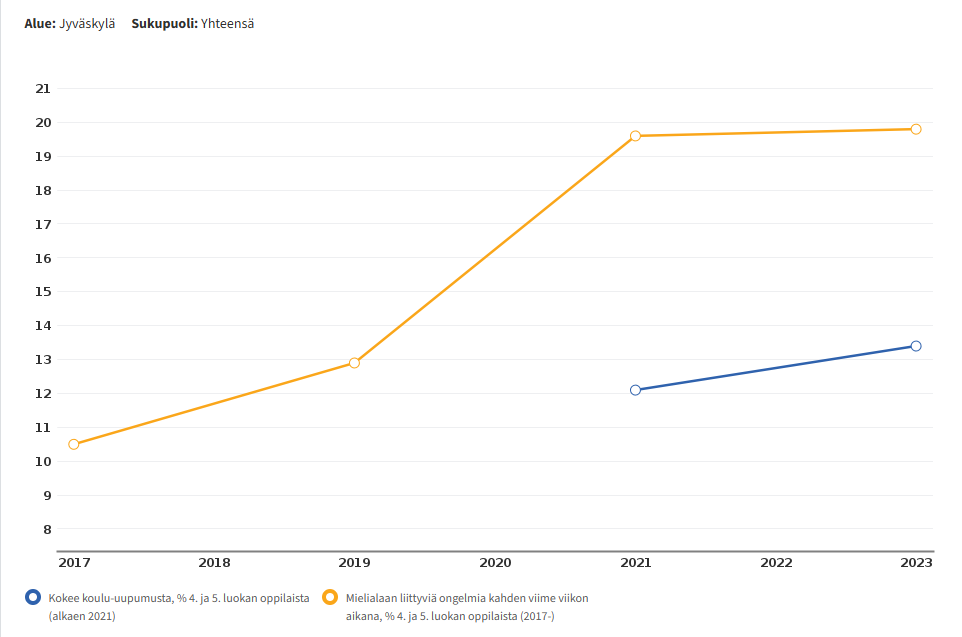 Alue: Jyväskylä Sukupuoli: Yhteensä
21
20
19
18
17
16
15
14
13
12
11
10
9
8
2017 2018 2019 2020 2021 2022 2023
Kokee koulu-uupumusta, % 4. ja 5. luokan oppilaista
(alkaen 2021)
Mielialaan liittyviä ongelmia kahden viime viikon
aikana, % 4. ja 5. luokan oppilaista (2017-)